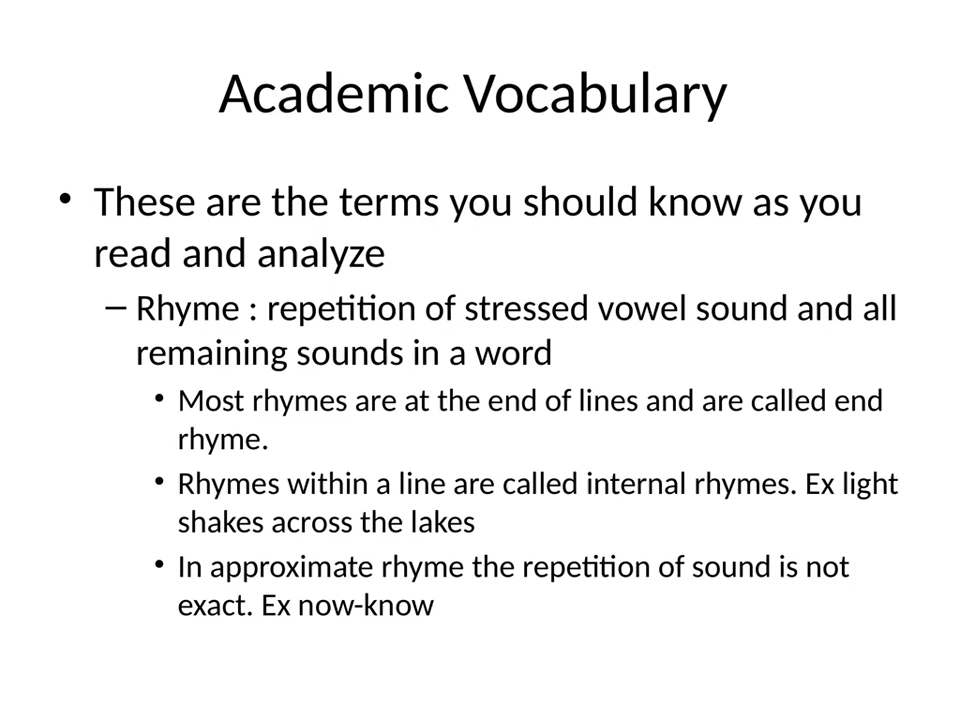 Academic Vocabulary
• These are the terms you should know as you
read and analyze
– Rhyme : repetition of stressed vowel sound and all
remaining sounds in a word
• Most rhymes are at the end of lines and are called end
rhyme.
• Rhymes within a line are called internal rhymes. Ex light
shakes across the lakes
• In approximate rhyme the repetition of sound is not
exact. Ex now-know